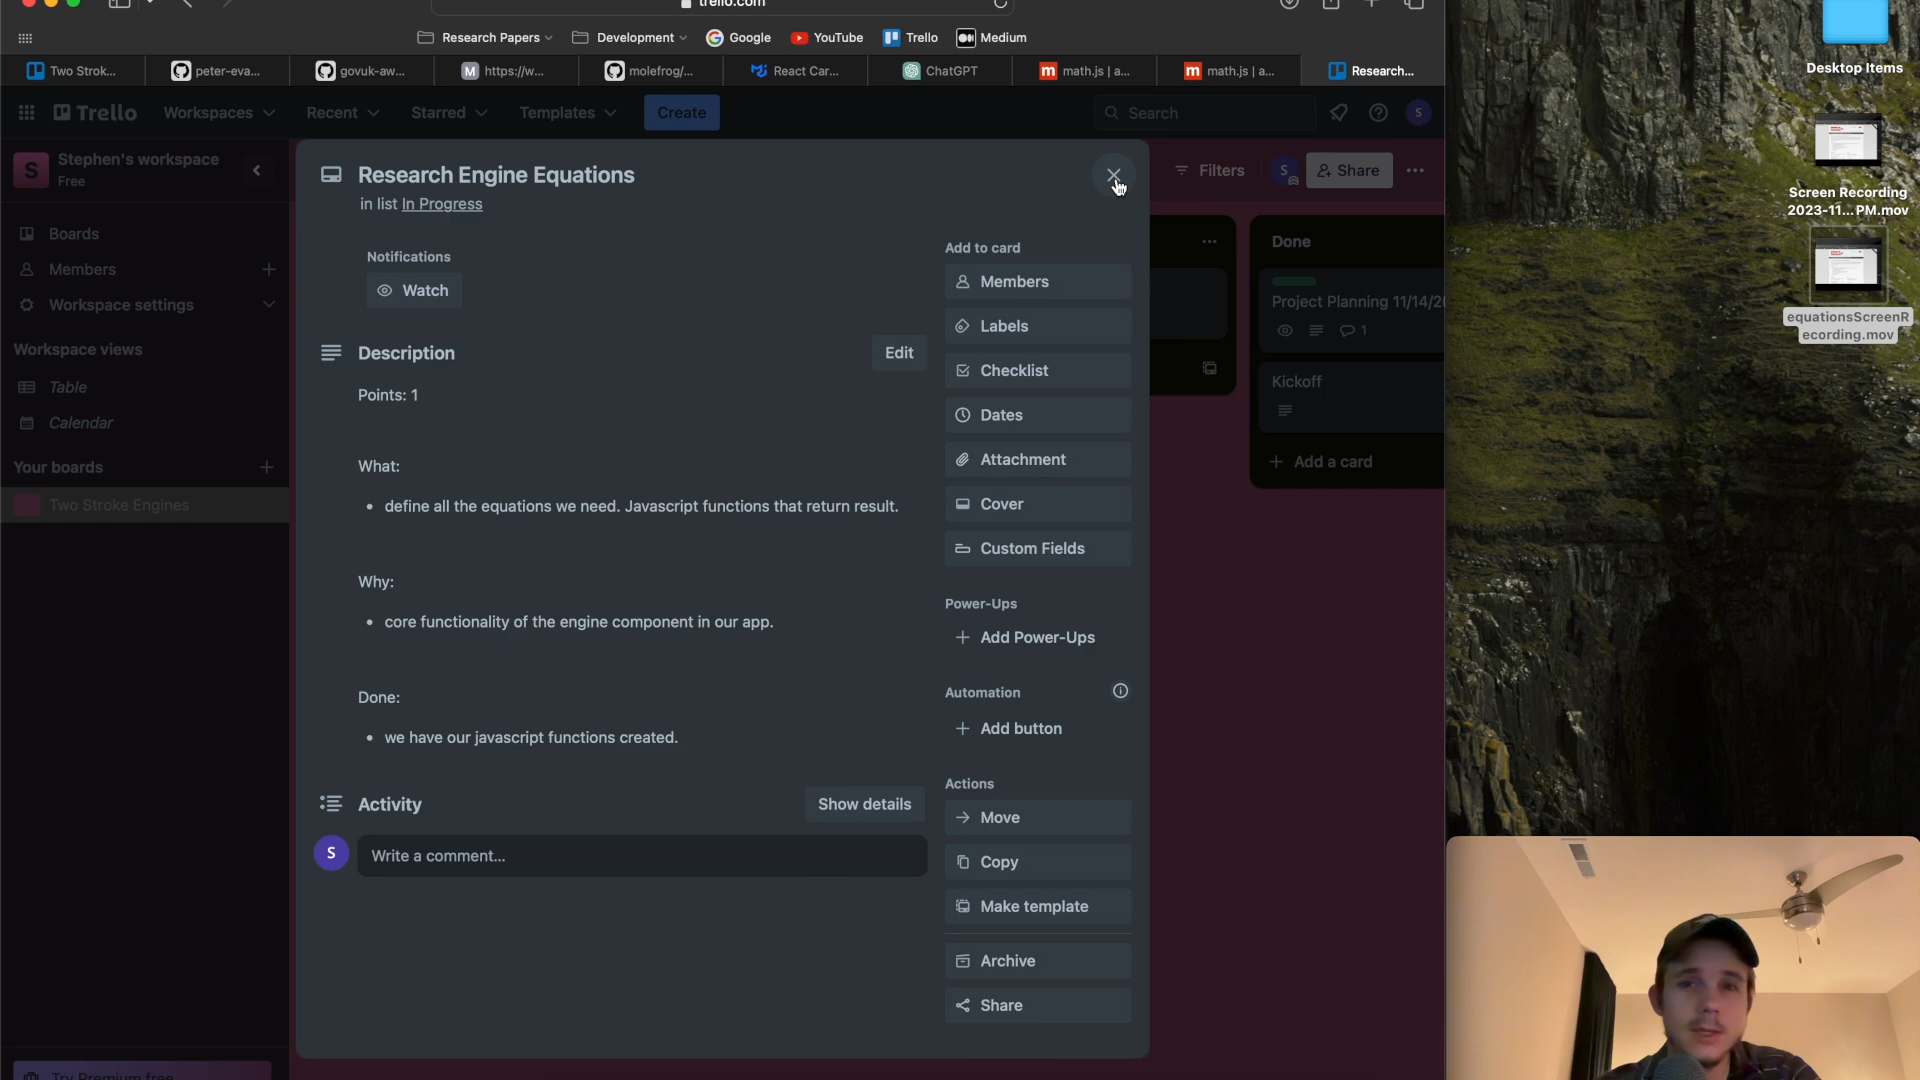 trello.com
Research Papers
Development
Google
YouTube
Trello
Medium
Two Strok...
peter-eva...
govuk-aw...
https://w...
molefrog/...
React Car...
ChatGPT
math.js | a...
math.js | a...
Research...
Trello
Workspaces
Recent
Starred
Templates
Create
Search
S
S
Stephen's workspace
Free
Boards
Members
Workspace settings
Workspace views
Table
Calendar
Your boards
Two Stroke Engines
Try Premium free
Research Engine Equations
in list In Progress
Notifications
Watch
Description
Edit
Points: 1
What:
• define all the equations we need. Javascript functions that return result.
Why:
• core functionality of the engine component in our app.
Done:
• we have our javascript functions created.
Activity
Show details
S
Write a comment...
Add to card
Members
Labels
Checklist
Dates
Attachment
Cover
Custom Fields
Power-Ups
Add Power-Ups
Automation
Add button
Actions
Move
Copy
Make template
Archive
Share
Filters
S
Share
Done
Project Planning 11/14/20
1
Kickoff
Add a card
Desktop Items
Screen Recording
2023-11...PM.mov
equationsScreenR
ecording.mov